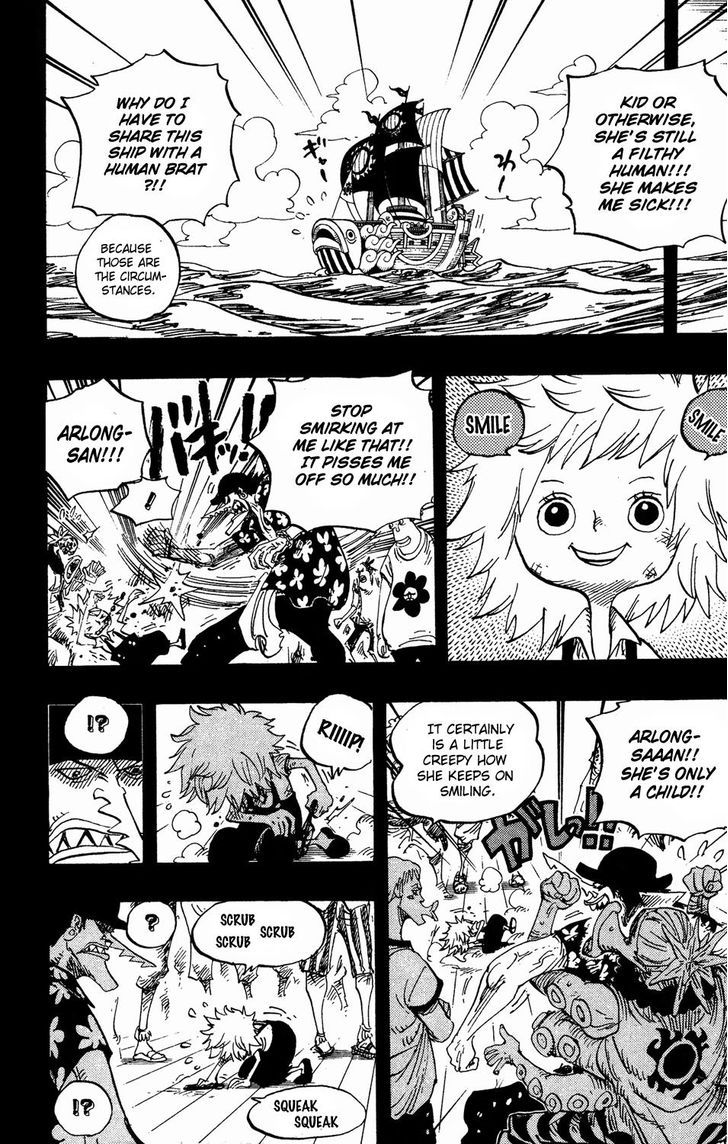 KID OR
OTHERWISE,
SHE'S STILL
A FILTHY
HUMAN!!!
SHE MAKES
ME SICK!!!
WHY DO I
HAVE TO
SHARE THIS
SHIP WITH A
HUMAN BRAT
?!!
BECAUSE
THOSE ARE
THE CIRCUM-
STANCES.
SMILE
SMILE
STOP
SMIRKING AT
ME LIKE THAT!!
IT PISSES ME
OFF SO MUCH!!
ARLONG-
SAN!!!
!
バキ!!
ARLONG-
SAAAN!!
SHE'S ONLY
A CHILD!!
IT CERTAINLY
IS A LITTLE
CREEPY HOW
SHE KEEPS ON
SMILING.
ガシッ!!
RIIIIP!
!?
SCRUB
SCRUB SCRUB
?
SQUEAK
SQUEAK
!?